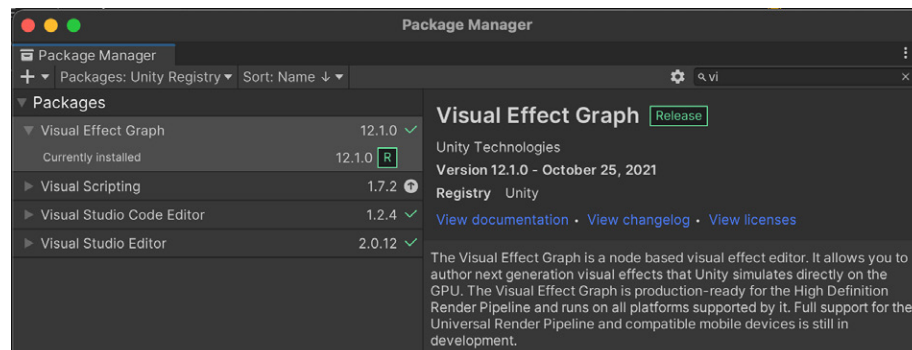 Package Manager
Package Manager
Packages: Unity Registry Sort: Name ↓ vi
Packages
Visual Effect Graph 12.1.0
Currently installed 12.1.0 R
Visual Scripting 1.7.2
Visual Studio Code Editor 1.2.4
Visual Studio Editor 2.0.12
Visual Effect Graph Release
Unity Technologies
Version 12.1.0 - October 25, 2021
Registry Unity
View documentation • View changelog • View licenses
The Visual Effect Graph is a node based visual effect editor. It allows you to
author next generation visual effects that Unity simulates directly on the
GPU. The Visual Effect Graph is production-ready for the High Definition
Render Pipeline and runs on all platforms supported by it. Full support for the
Universal Render Pipeline and compatible mobile devices is still in
development.